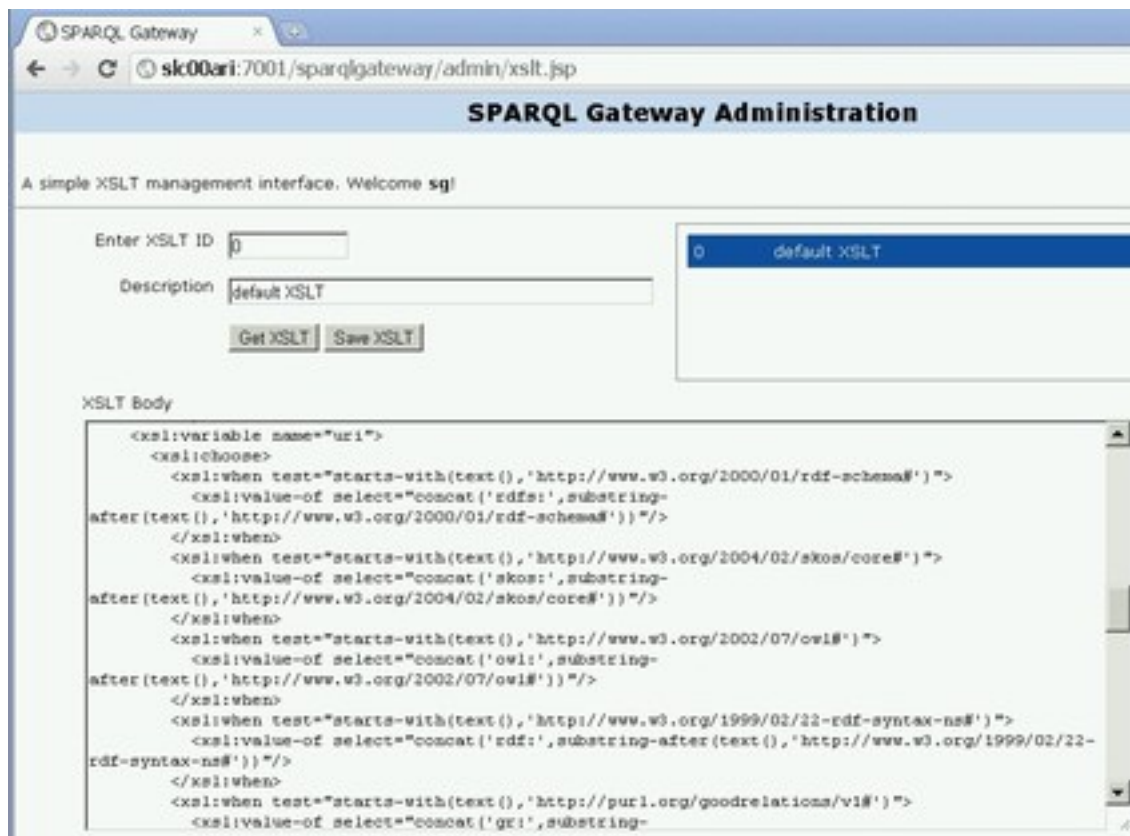 SPARQL Gateway
slc00ari:7001/sparqlgateway/admin/xslt.jsp
SPARQL Gateway Administration
A simple XSLT management interface. Welcome sg!
Enter XSLT ID 0
0 default XSLT
Description default XSLT
Get XSLT Save XSLT
XSLT Body
<xsl:variable name="uri">
<xsl:choose>
<xsl:when test="starts-with(text(),'http://www.w3.org/2000/01/rdf-schema#')">
<xsl:value-of select="concat('rdfs:',substring-
after(text(),'http://www.w3.org/2000/01/rdf-schema#'))"/>
</xsl:when>
<xsl:when test="starts-with(text(),'http://www.w3.org/2004/02/skos/core#')">
<xsl:value-of select="concat('skos:',substring-
after(text(),'http://www.w3.org/2004/02/skos/core#'))"/>
</xsl:when>
<xsl:when test="starts-with(text(),'http://www.w3.org/2002/07/owl#')">
<xsl:value-of select="concat('owl:',substring-
after(text(),'http://www.w3.org/2002/07/owl#'))"/>
</xsl:when>
<xsl:when test="starts-with(text(),'http://www.w3.org/1999/02/22-rdf-syntax-ns#')">
<xsl:value-of select="concat('rdf:',substring-after(text(),'http://www.w3.org/1999/02/22-
rdf-syntax-ns#'))"/>
</xsl:when>
<xsl:when test="starts-with(text(),'http://purl.org/goodrelations/v1#')">
<xsl:value-of select="concat('gr:',substring-